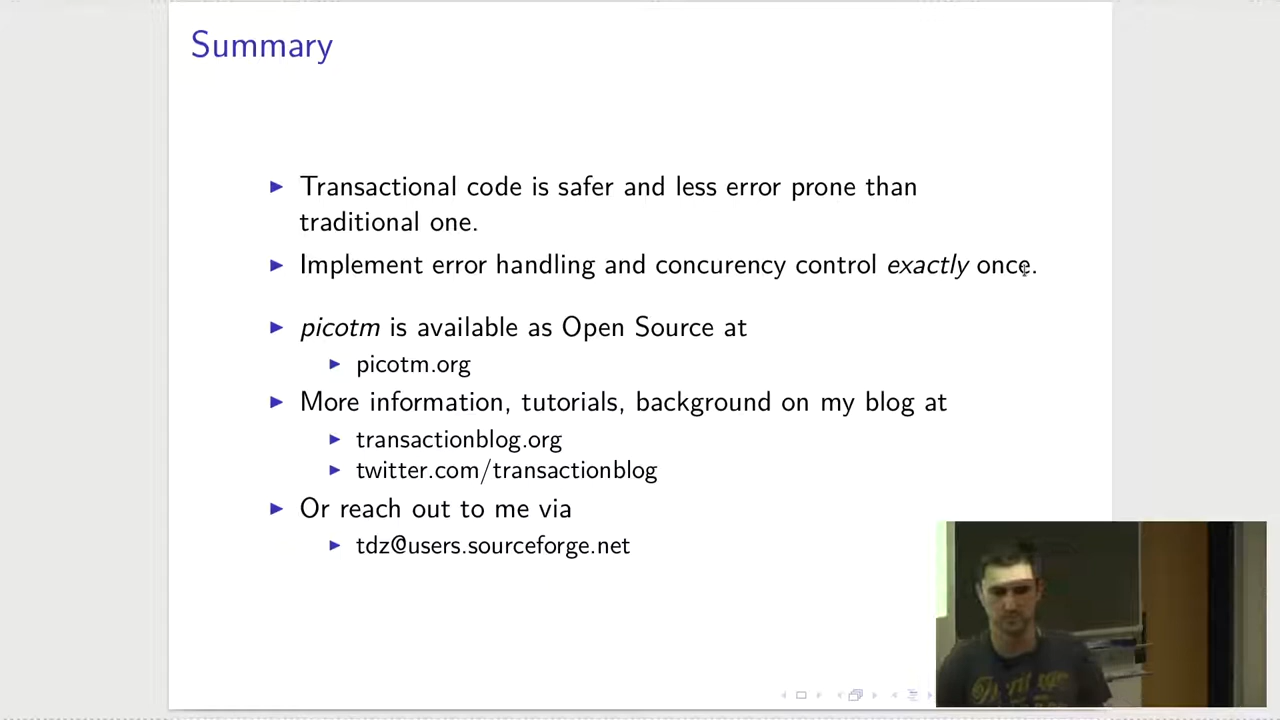 Summary
Transactional code is safer and less error prone than
traditional one.
Implement error handling and concurency control exactly once.
picotm is available as Open Source at
picotm.org
More information, tutorials, background on my blog at
transactionblog.org
twitter.com/transactionblog
Or reach out to me via
tdz@users.sourceforge.net